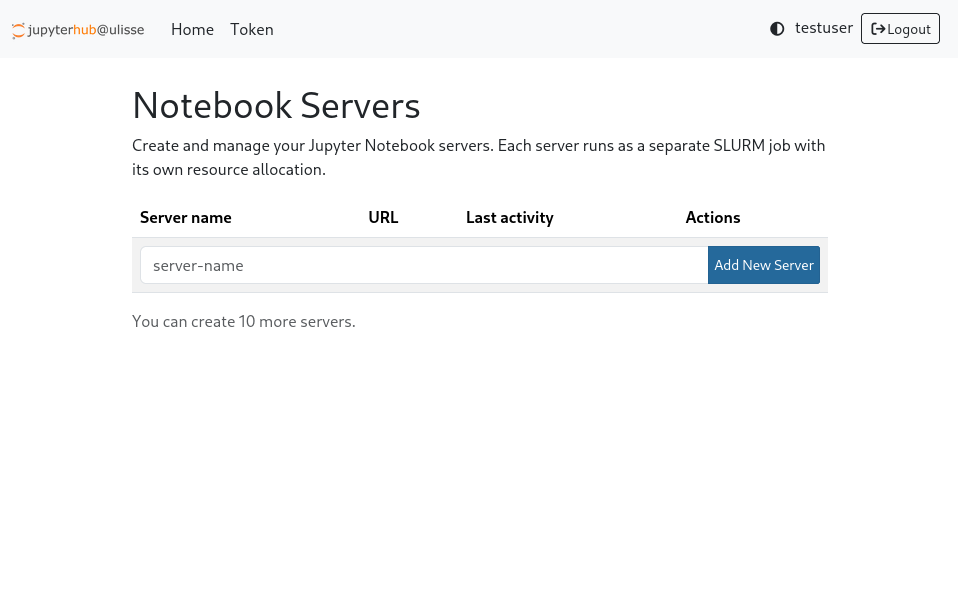 jupyterhub@ulisse Home Token testuser Logout
Notebook Servers
Create and manage your Jupyter Notebook servers. Each server runs as a separate SLURM job with
its own resource allocation.
Server name URL Last activity Actions
server-name Add New Server
You can create 10 more servers.